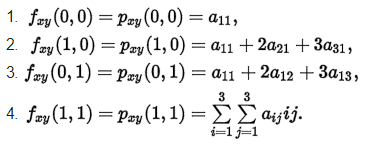 1. f_{xy}(0,0) = p_{xy}(0,0) = a_{11},
2. f_{xy}(1,0) = p_{xy}(1,0) = a_{11} + 2a_{21} + 3a_{31},
3. f_{xy}(0,1) = p_{xy}(0,1) = a_{11} + 2a_{12} + 3a_{13},
4. f_{xy}(1,1) = p_{xy}(1,1) = \sum_{i=1}^{3} \sum_{j=1}^{3} a_{ij}ij.